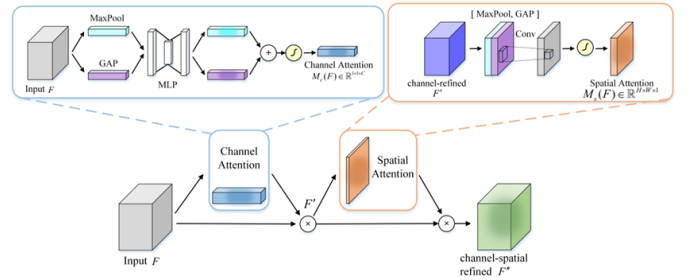 MaxPool
GAP
MLP
Input F
+
Channel Attention
M_c(F)∈ℝ^{1×1×C}
[ MaxPool, GAP ]
Conv
channel-refined
F'
Spatial Attention
M_s(F)∈ℝ^{H×W×1}
Channel
Attention
Spatial
Attention
F'
×
×
Input F
channel-spatial
refined F''